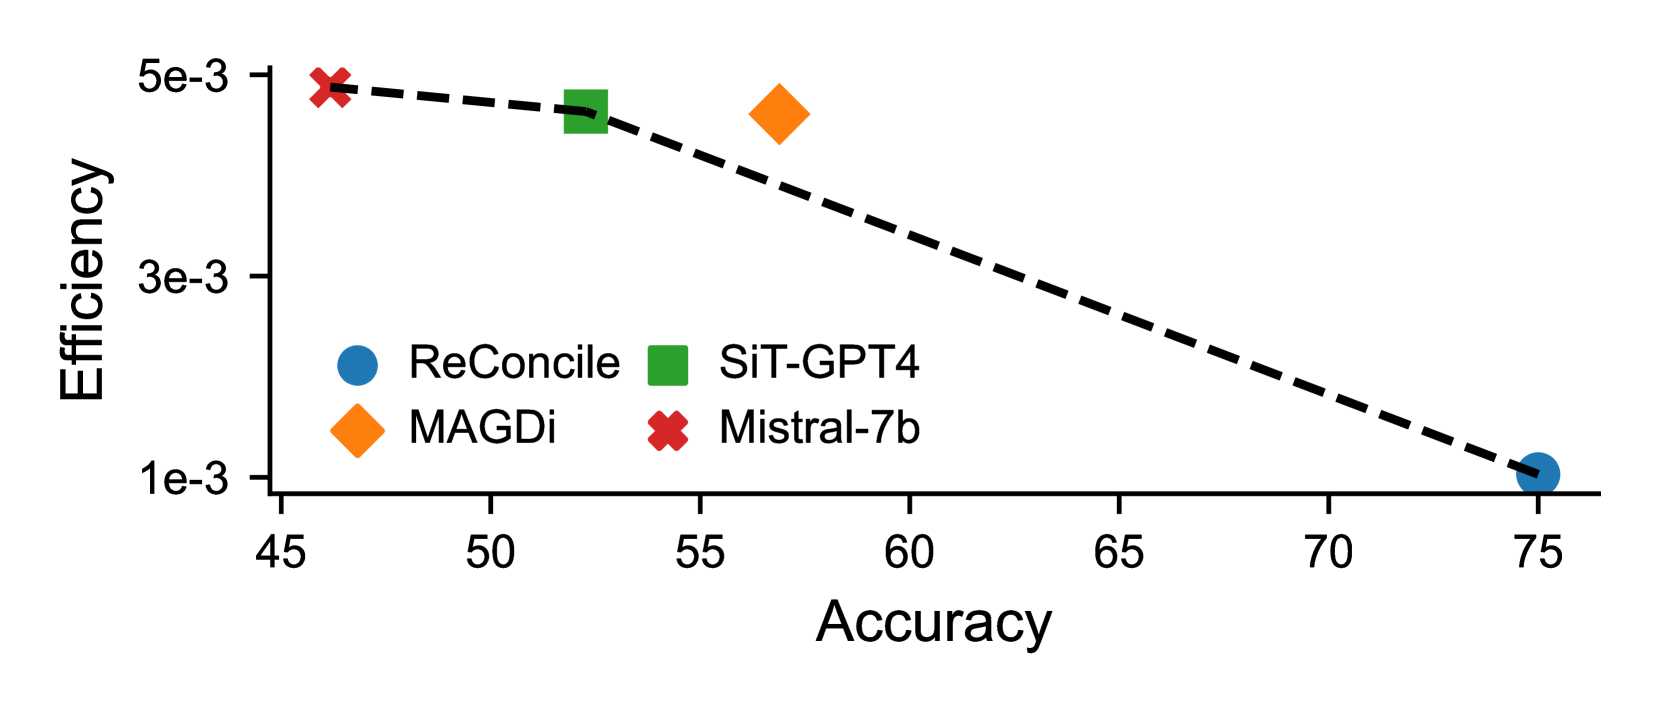 Efficiency
5e-3
3e-3
1e-3
ReConcile
SiT-GPT4
MAGDi
Mistral-7b
45 50 55 60 65 70 75
Accuracy